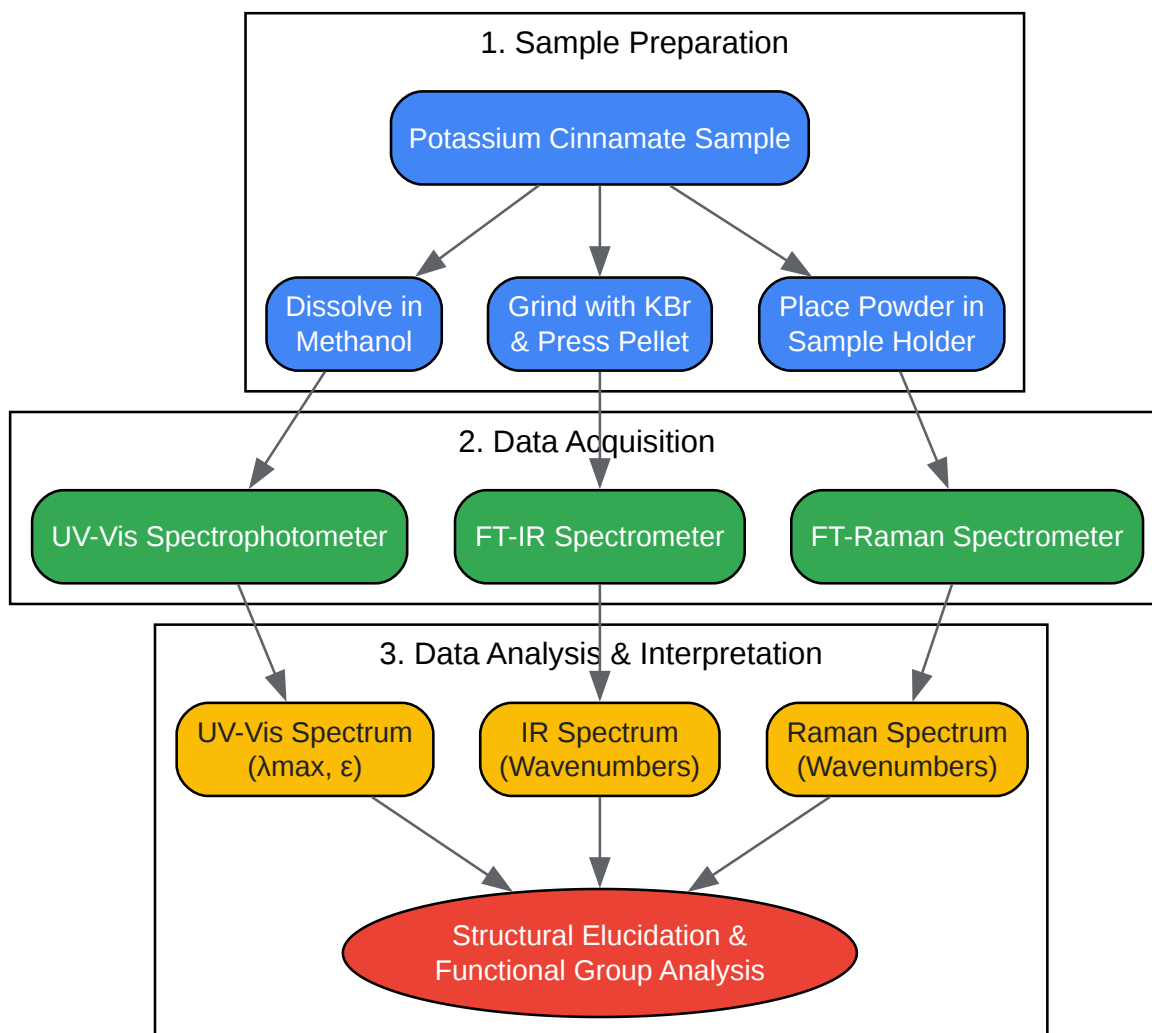 1. Sample Preparation
Potassium Cinnamate Sample
Dissolve in
Methanol
Grind with KBr
& Press Pellet
Place Powder in
Sample Holder
2. Data Acquisition
UV-Vis Spectrophotometer
FT-IR Spectrometer
FT-Raman Spectrometer
3. Data Analysis & Interpretation
UV-Vis Spectrum
(λmax, ε)
IR Spectrum
(Wavenumbers)
Raman Spectrum
(Wavenumbers)
Structural Elucidation &
Functional Group Analysis